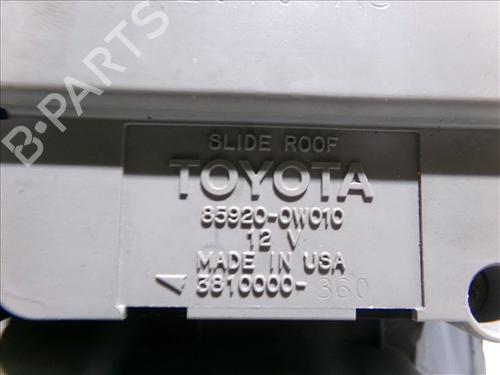 B-PARTS
SLIDE ROOF
TOYOTA
85920-0W010
12 V
MADE IN USA
3810000-360